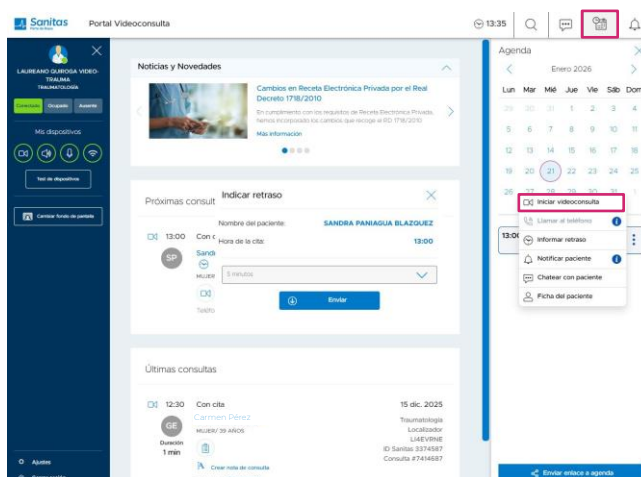 Sanitas
Portal Videoconsulta
13:35
LAUREANO QUIROGA VIDEO-
TRAUMA
TRAUMATOLOGÍA
Conectado
Ocupado
Ausente
Mis dispositivos
Test de dispositivos
Cambiar fondo de pantalla
Ajustes
Noticias y Novedades
Cambios en Receta Electrónica Privada por el Real
Decreto 1718/2010
En cumplimiento con los requisitos de Receta Electrónica Privada,
hemos incorporado los cambios que recoge el RD 1718/2010
Más información
Próximas consult
13:00
Con c
SP
Sandi
MUJER
Teléfo
Indicar retraso
Nombre del paciente:
SANDRA PANIAGUA BLAZQUEZ
Hora de la cita:
13:00
5 minutos
Enviar
Últimas consultas
12:30
Con cita
15 dic. 2025
GE
Carmen Pérez
MUJER/ 39 AÑOS
Duración
1 min
Crear nota de consulta
Traumatología
Localizador
LI4EVRNE
ID Sanitas 3374587
Consulta #7414687
Agenda
Enero 2026
Lun Mar Mié Jue Vie Sáb Dom
29 30 31 1 2 3 4
5 6 7 8 9 10 11
12 13 14 15 16 17 18
19 20 21 22 23 24 25
26 27 28 29 30 31 1
13:00
Iniciar videoconsulta
Llamar al teléfono
Informar retraso
Notificar paciente
Chatear con paciente
Ficha del paciente
Enviar enlace a agenda